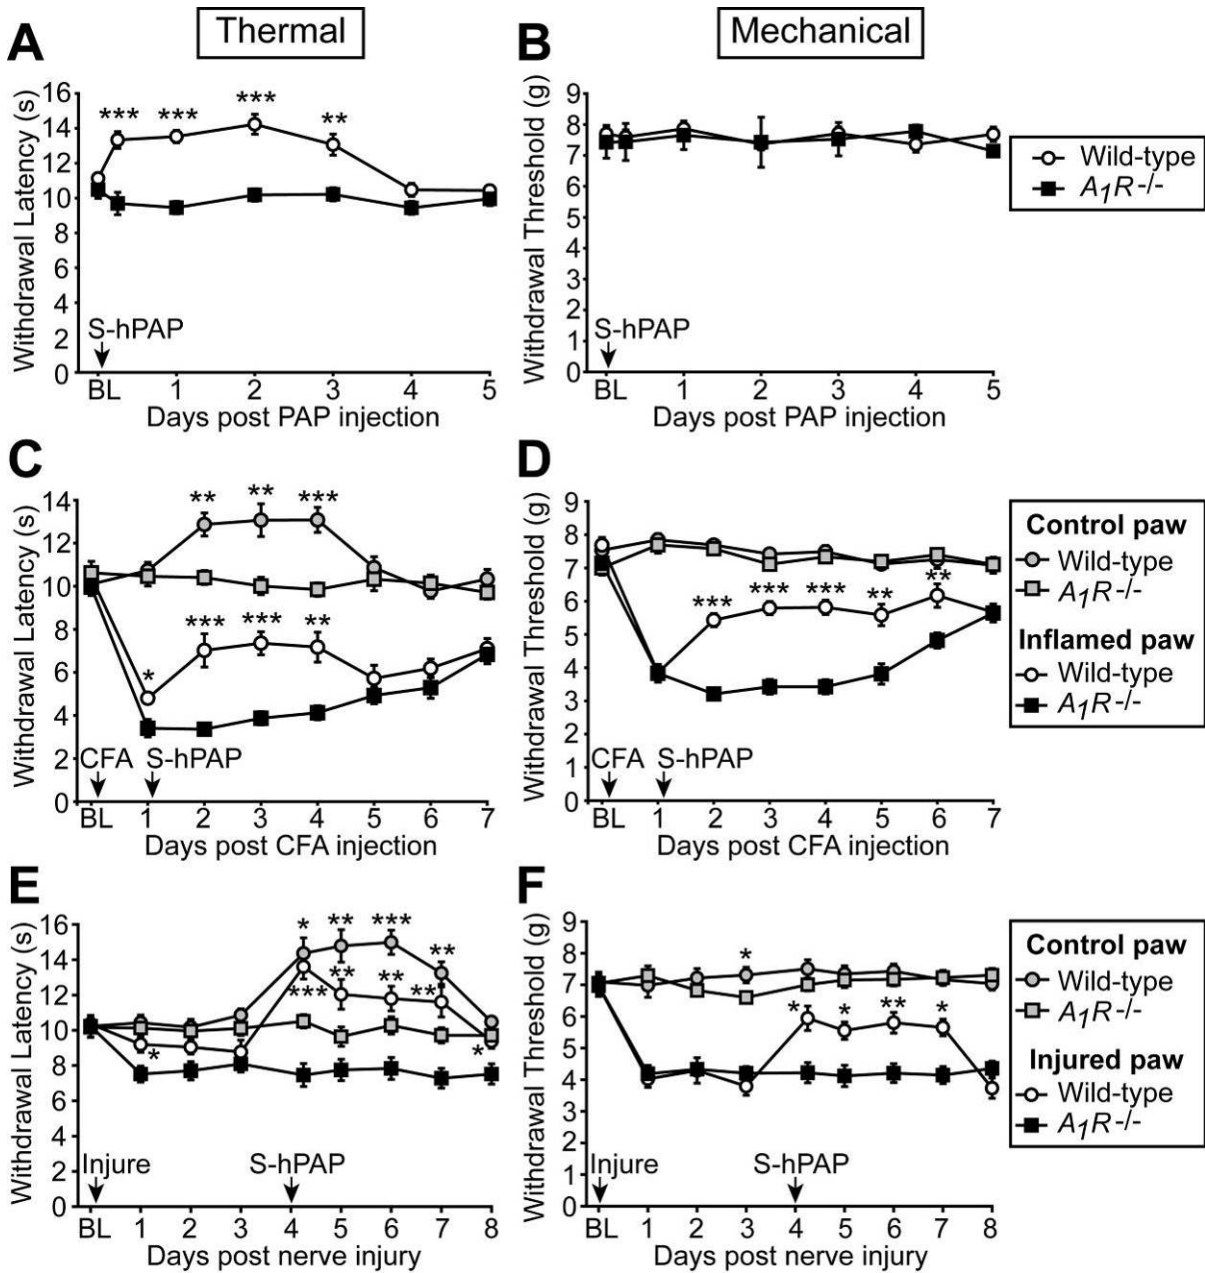 A
Thermal
B
Mechanical
Withdrawal Latency (s)
16
14
12
10
8
6
4
2
0
*** *** *** **
S-hPAP
BL 1 2 3 4 5
Days post PAP injection
Withdrawal Threshold (g)
9
8
7
6
5
4
3
2
1
0
S-hPAP
BL 1 2 3 4 5
Days post PAP injection
Wild-type
A1R-/-
C
Withdrawal Latency (s)
14
12
10
8
6
4
2
0
** ** ***
* *** *** **
CFA S-hPAP
BL 1 2 3 4 5 6 7
Days post CFA injection
D
Withdrawal Threshold (g)
9
8
7
6
5
4
3
2
1
0
*** *** *** ** **
CFA S-hPAP
BL 1 2 3 4 5 6 7
Days post CFA injection
Control paw
Wild-type
A1R-/-
Inflamed paw
Wild-type
A1R-/-
E
Withdrawal Latency (s)
16
14
12
10
8
6
4
2
0
* ** *** **
*** ** ** **
* *
Injure S-hPAP
BL 1 2 3 4 5 6 7 8
Days post nerve injury
F
Withdrawal Threshold (g)
9
8
7
6
5
4
3
2
1
0
*
* * ** *
Injure S-hPAP
BL 1 2 3 4 5 6 7 8
Days post nerve injury
Control paw
Wild-type
A1R-/-
Injured paw
Wild-type
A1R-/-